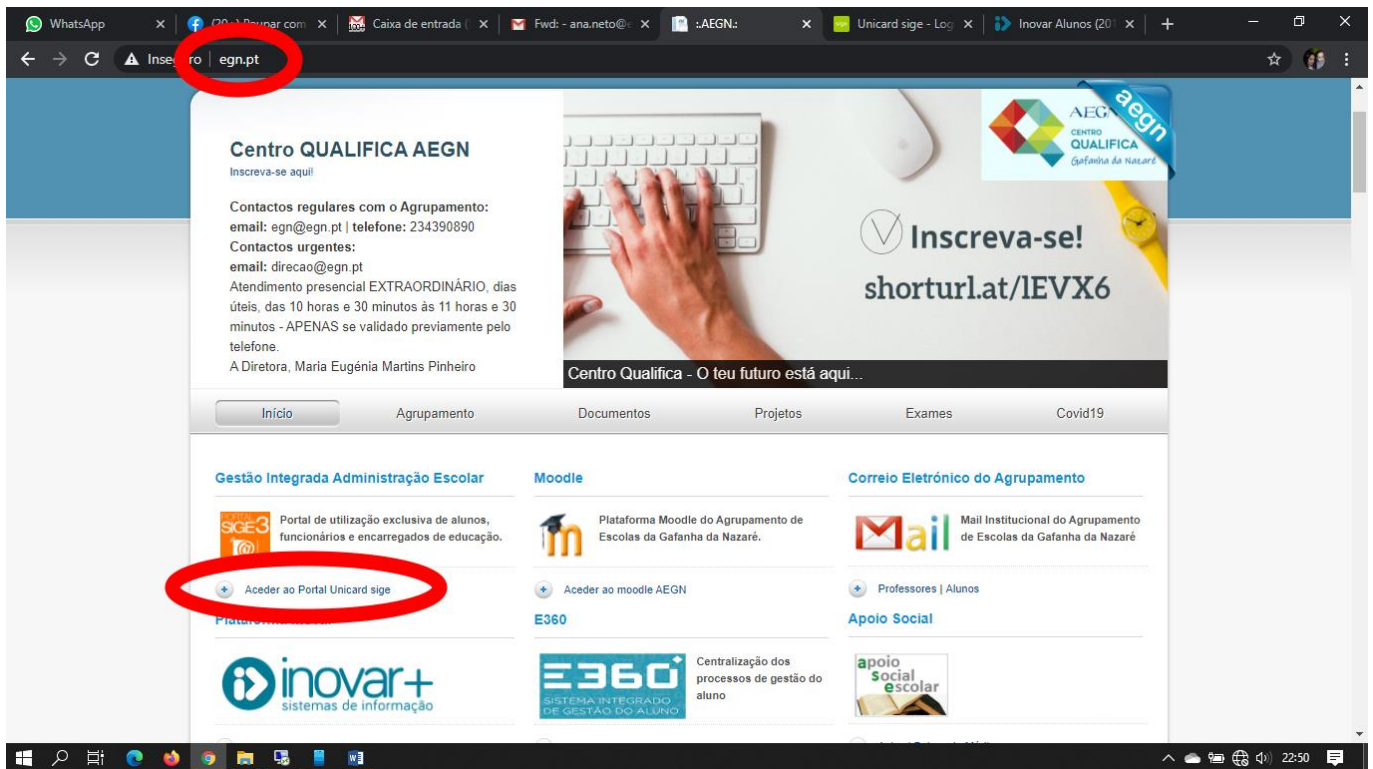 WhatsApp
Caixa de entrada (
Fwd: - ana.neto@e
:.AEGN.:
Unicard sige - Log
Inovar Alunos (201
egn.pt
aegn
AEGN
CENTRO
QUALIFICA
Gafanha da Nazaré
Centro QUALIFICA AEGN
Inscreva-se aqui!
Contactos regulares com o Agrupamento:
email: egn@egn.pt | telefone: 234390890
Contactos urgentes:
email: direcao@egn.pt
Atendimento presencial EXTRAORDINÁRIO, dias
úteis, das 10 horas e 30 minutos às 11 horas e 30
minutos - APENAS se validado previamente pelo
telefone.
A Diretora, Maria Eugénia Martins Pinheiro
Inscreva-se!
shorturl.at/lEVX6
Centro Qualifica - O teu futuro está aqui...
Início
Agrupamento
Documentos
Projetos
Exames
Covid19
Gestão Integrada Administração Escolar
PORTAL
SIGE3
Portal de utilização exclusiva de alunos,
funcionários e encarregados de educação.
Aceder ao Portal Unicard sige
Moodle
Plataforma Moodle do Agrupamento de
Escolas da Gafanha da Nazaré.
Aceder ao moodle AEGN
Correio Eletrónico do Agrupamento
Mail
Mail Institucional do Agrupamento
de Escolas da Gafanha da Nazaré
Professores | Alunos
inovar+
sistemas de informação
E360
E360
SISTEMA INTEGRADO
DE GESTÃO DO ALUNO
Centralização dos
processos de gestão do
aluno
Apoio Social
apoio
social
escolar
22:50